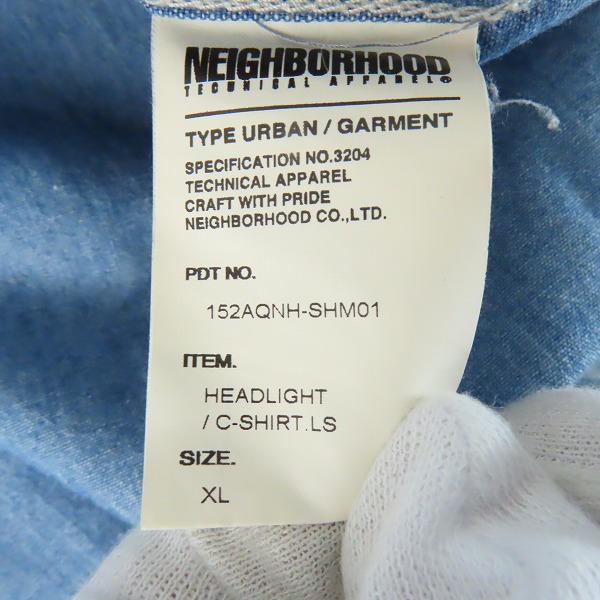 NEIGHBORHOOD
TECHNICAL APPAREL®
TYPE URBAN / GARMENT
SPECIFICATION NO.3204
TECHNICAL APPAREL
CRAFT WITH PRIDE
NEIGHBORHOOD CO.,LTD.
PDT NO.
152AQNH-SHM01
ITEM.
HEADLIGHT
/ C-SHIRT.LS
SIZE.
XL